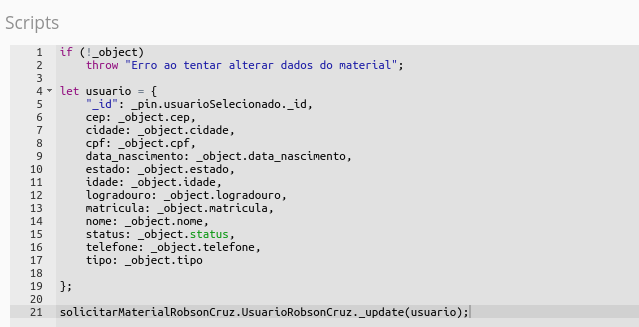 Scripts
1 if (!_object)
2     throw "Erro ao tentar alterar dados do material";
3
4 let usuario = {
5     "_id": _pin.usuarioSelecionado._id,
6     cep: _object.cep,
7     cidade: _object.cidade,
8     cpf: _object.cpf,
9     data_nascimento: _object.data_nascimento,
10     estado: _object.estado,
11     idade: _object.idade,
12     logradouro: _object.logradouro,
13     matricula: _object.matricula,
14     nome: _object.nome,
15     status: _object.status,
16     telefone: _object.telefone,
17     tipo: _object.tipo
18
19 };
20
21 solicitarMaterialRobsonCruz.UsuarioRobsonCruz._update(usuario);